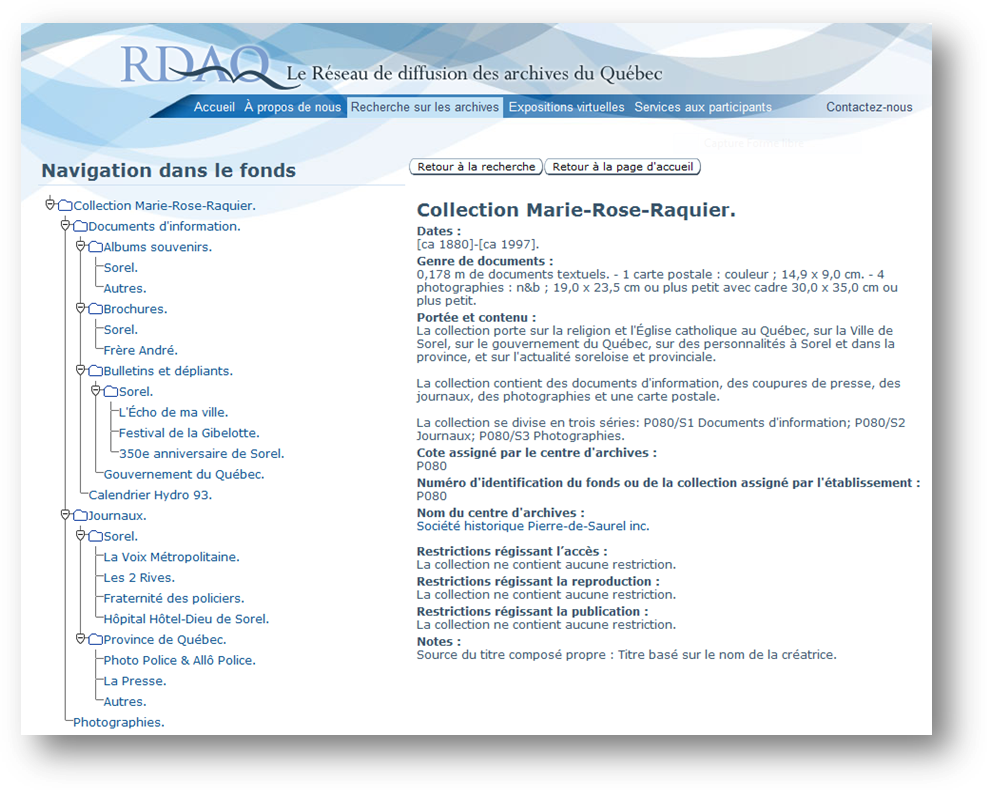 RDAQ Le Réseau de diffusion des archives du Québec
Accueil À propos de nous Recherche sur les archives Expositions virtuelles Services aux participants Contactez-nous
Navigation dans le fonds
Collection Marie-Rose-Raquier.
Documents d'information.
Albums souvenirs.
Sorel.
Autres.
Brochures.
Sorel.
Frère André.
Bulletins et dépliants.
Sorel.
L'Écho de ma ville.
Festival de la Gibelotte.
350e anniversaire de Sorel.
Gouvernement du Québec.
Calendrier Hydro 93.
Journaux.
Sorel.
La Voix Métropolitaine.
Les 2 Rives.
Fraternité des policiers.
Hôpital Hôtel-Dieu de Sorel.
Province de Québec.
Photo Police & Allô Police.
La Presse.
Autres.
Photographies.
Retour à la recherche Retour à la page d'accueil
Collection Marie-Rose-Raquier.
Dates :
[ca 1880]-[ca 1997].
Genre de documents :
0,178 m de documents textuels. - 1 carte postale : couleur ; 14,9 x 9,0 cm. - 4
photographies : n&b ; 19,0 x 23,5 cm ou plus petit avec cadre 30,0 x 35,0 cm ou
plus petit.
Portée et contenu :
La collection porte sur la religion et l'Église catholique au Québec, sur la Ville de
Sorel, sur le gouvernement du Québec, sur des personnalités à Sorel et dans la
province, et sur l'actualité soreloise et provinciale.
La collection contient des documents d'information, des coupures de presse, des
journaux, des photographies et une carte postale.
La collection se divise en trois séries: P080/S1 Documents d'information; P080/S2
Journaux; P080/S3 Photographies.
Cote assigné par le centre d'archives :
P080
Numéro d'identification du fonds ou de la collection assigné par l'établissement :
P080
Nom du centre d'archives :
Société historique Pierre-de-Saurel inc.
Restrictions régissant l'accès :
La collection ne contient aucune restriction.
Restrictions régissant la reproduction :
La collection ne contient aucune restriction.
Restrictions régissant la publication :
La collection ne contient aucune restriction.
Notes :
Source du titre composé propre : Titre basé sur le nom de la créatrice.